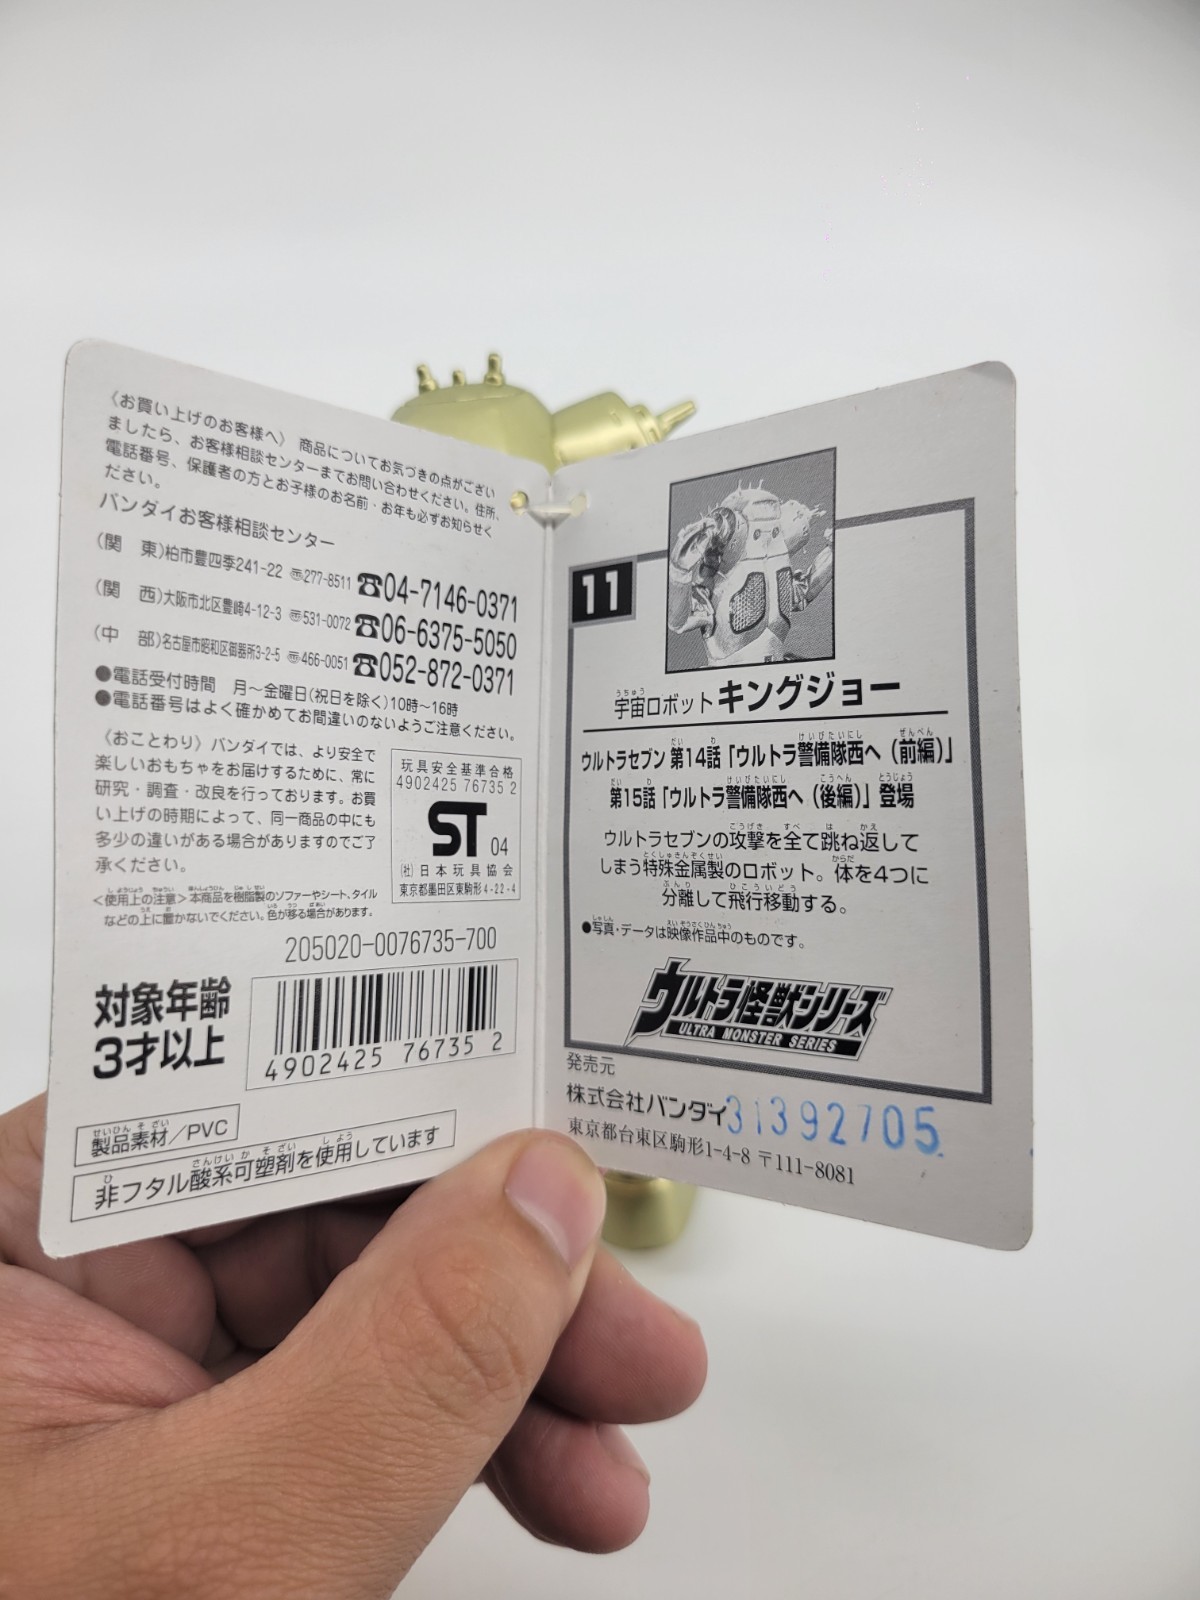 〈お買い上げのお客様へ〉 商品についてお気づきの点がござい
ましたら、お客様相談センターまでお問い合わせください。住所、
電話番号、保護者の方とお子様のお名前・お年も必ずお知らせく
ださい。
バンダイお客様相談センター
(関 東)柏市豊四季241-22 〠277-8511 ☎04-7146-0371
(関 西)大阪市北区豊崎4-12-3 〠531-0072 ☎06-6375-5050
(中 部)名古屋市昭和区御器所3-2-5 〠466-0051 ☎052-872-0371
●電話受付時間 月〜金曜日(祝日を除く)10時〜16時
●電話番号はよく確かめてお間違いのないようご注意ください。
〈おことわり〉バンダイでは、より安全で
楽しいおもちゃをお届けするために、常に
研究・調査・改良を行っております。お買
い上げの時期によって、同一商品の中にも
多少の違いがある場合がありますのでご了
承ください。
玩具安全基準合格
4902425 76735 2
ST 04
(社)日本玩具協会
東京都墨田区東駒形4-22-4
<使用上の注意>本商品を樹脂製のソファーやシート、タイル
などの上に置かないでください。色が移る場合があります。
205020-0076735-700
対象年齢
3才以上
4902425 76735 2
製品素材/PVC
非フタル酸系可塑剤を使用しています
11
宇宙ロボット キングジョー
ウルトラセブン 第14話「ウルトラ警備隊西へ(前編)」
第15話「ウルトラ警備隊西へ(後編)」登場
ウルトラセブンの攻撃を全て跳ね返して
しまう特殊金属製のロボット。体を4つに
分離して飛行移動する。
●写真・データは映像作品中のものです。
ウルトラ怪獣シリーズ
ULTRA MONSTER SERIES
発売元
株式会社バンダイ 31392705
東京都台東区駒形1-4-8 〒111-8081